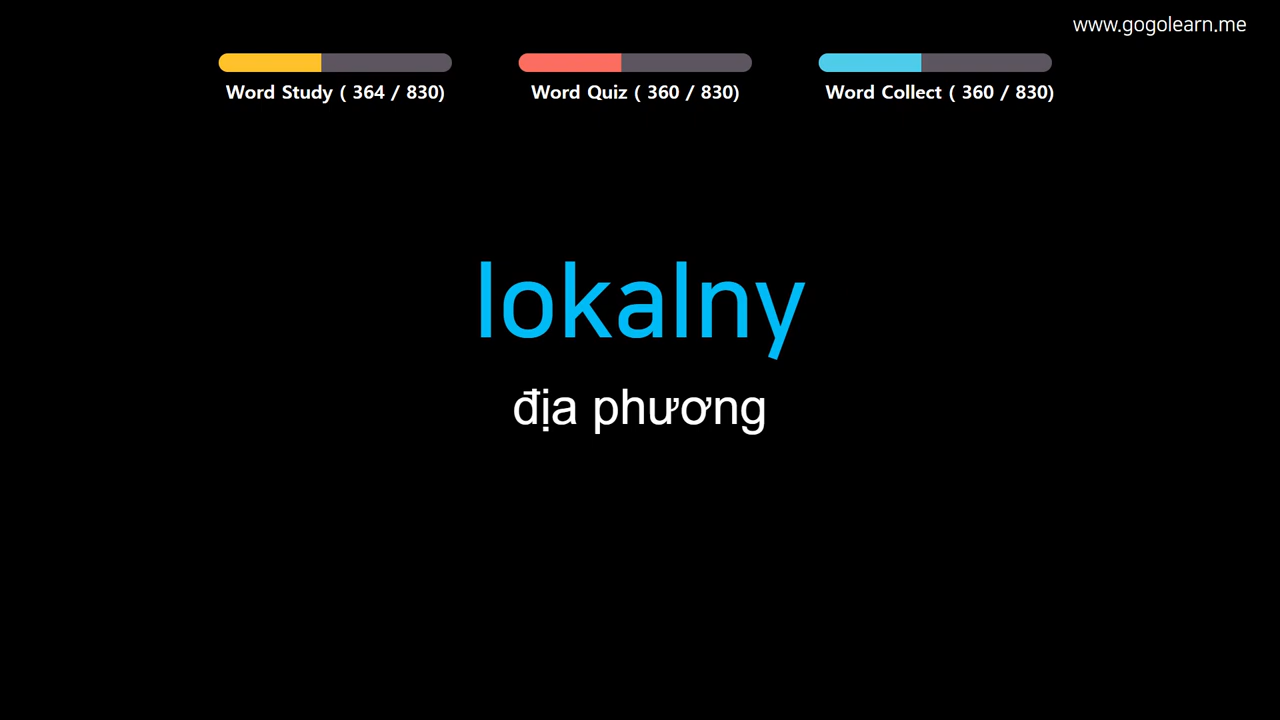 www.gogolearn.me
Word Study ( 364 / 830)
Word Quiz ( 360 / 830)
Word Collect ( 360 / 830)
lokalny
địa phương